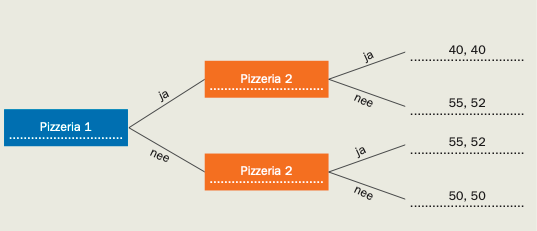 Pizzeria 1
ja
nee
Pizzeria 2
ja
nee
40, 40
55, 52
Pizzeria 2
ja
nee
55, 52
50, 50